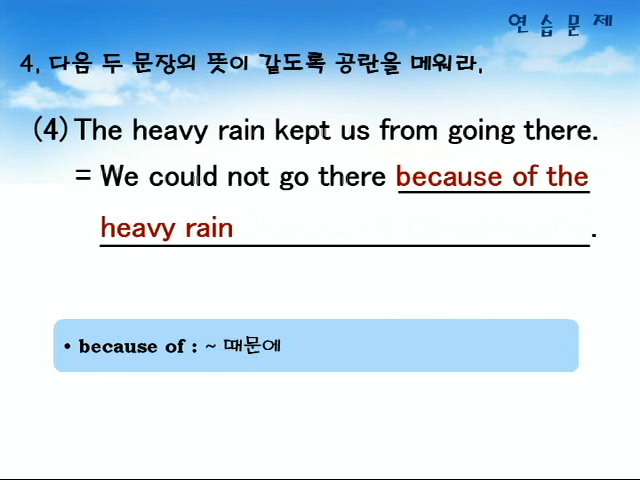 연습문제
4. 다음 두 문장의 뜻이 같도록 공란을 메워라.
(4) The heavy rain kept us from going there.
= We could not go there because of the
heavy rain .
• because of : ~ 때문에